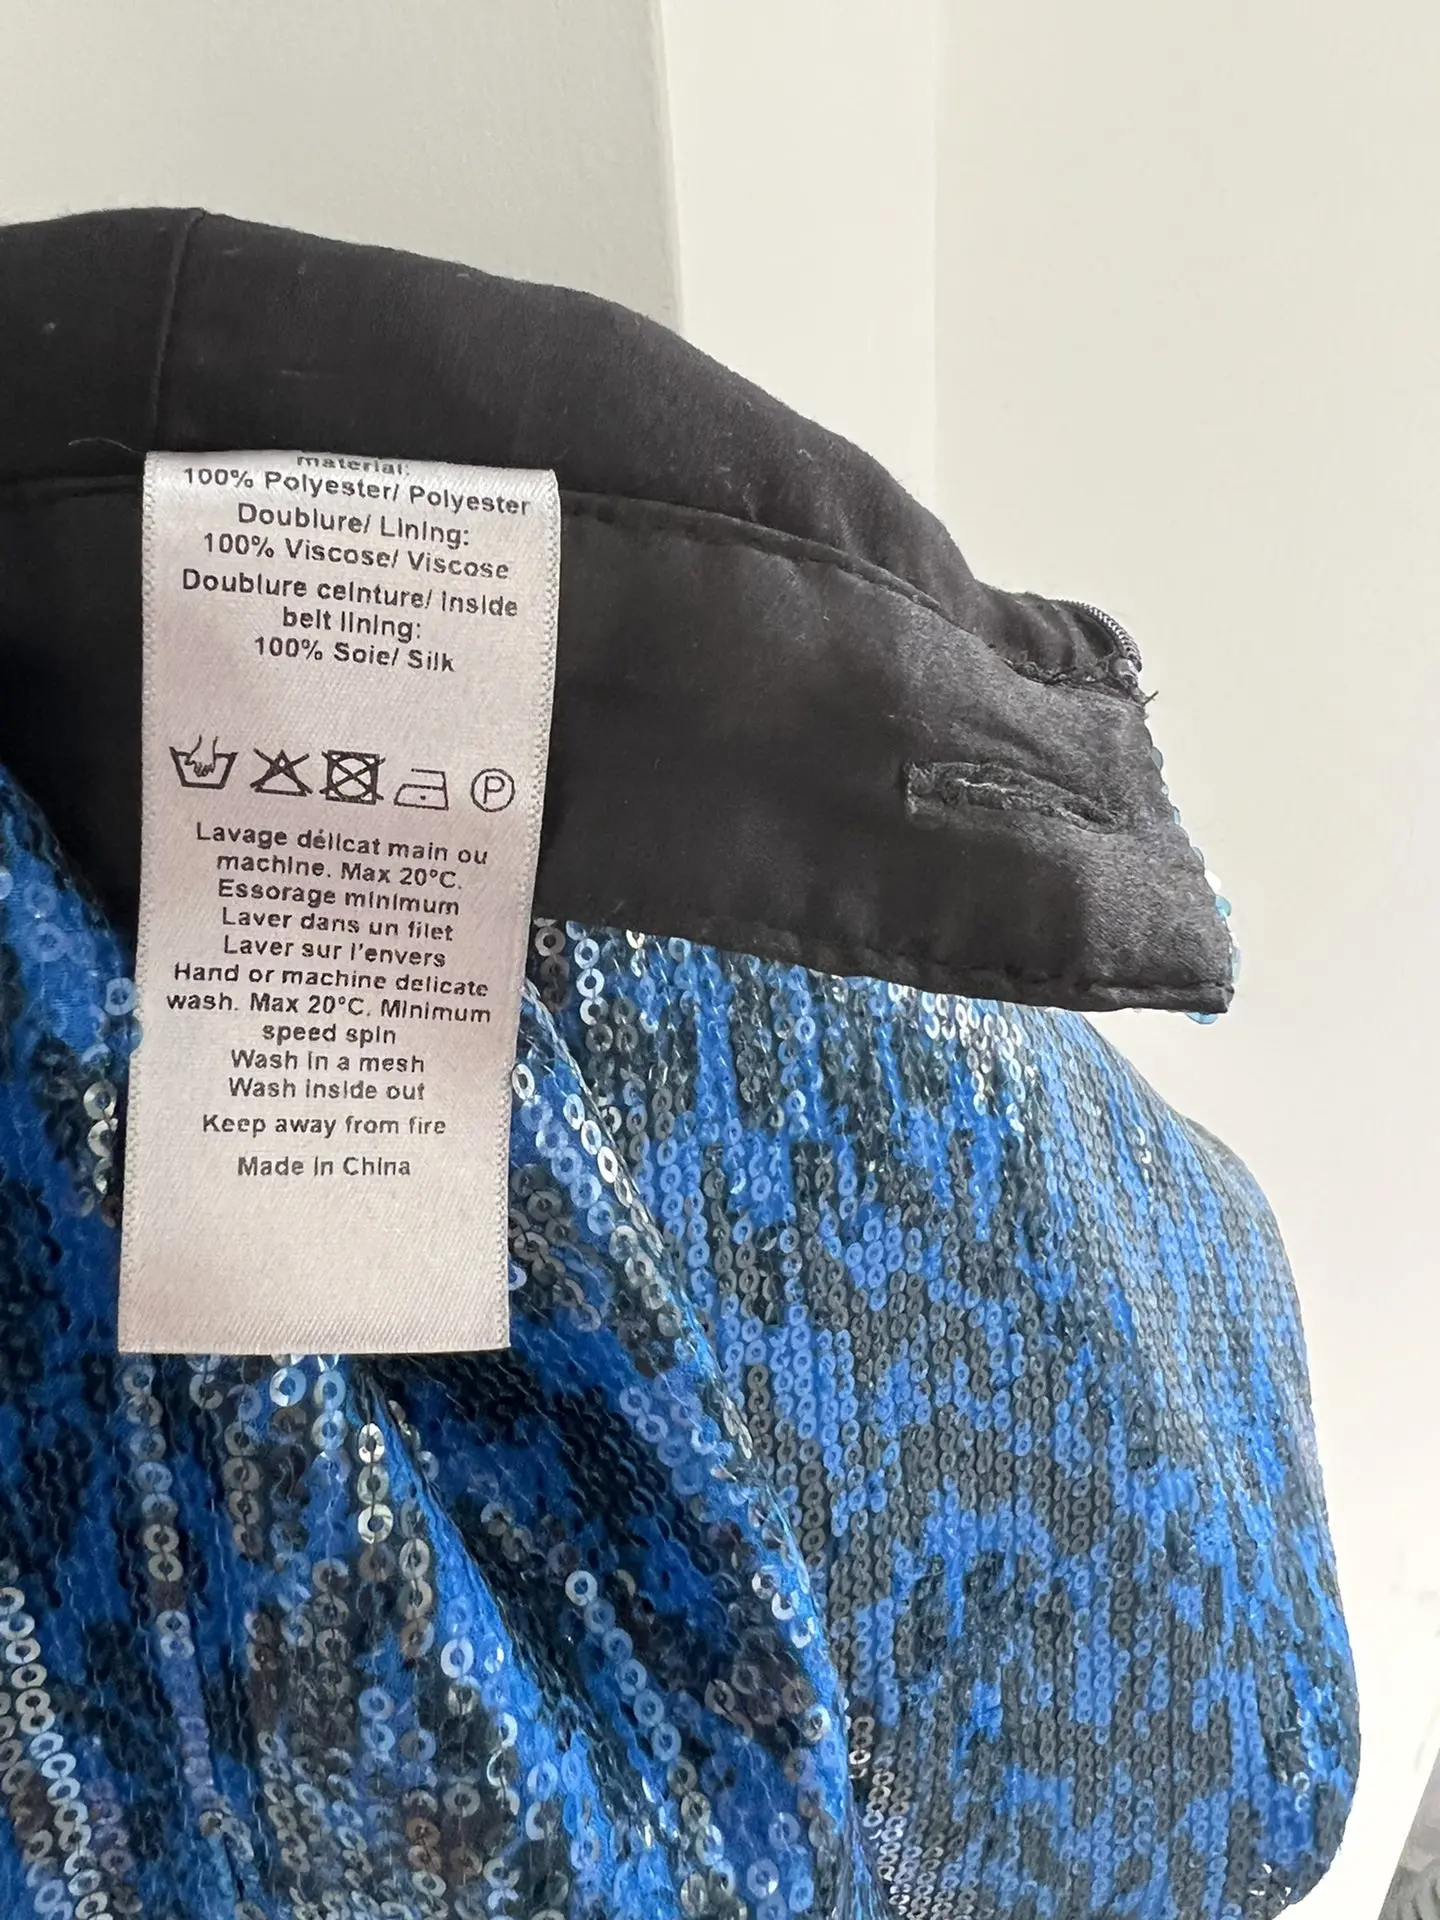 material:
100% Polyester/ Polyester
Doublure/ Lining:
100% Viscose/ Viscose
Doublure ceinture/ Inside
belt lining:
100% Soie/ Silk
P
Lavage délicat main ou
machine. Max 20°C.
Essorage minimum
Laver dans un filet
Laver sur l'envers
Hand or machine delicate
wash. Max 20°C. Minimum
speed spin
Wash in a mesh
Wash inside out
Keep away from fire
Made in China